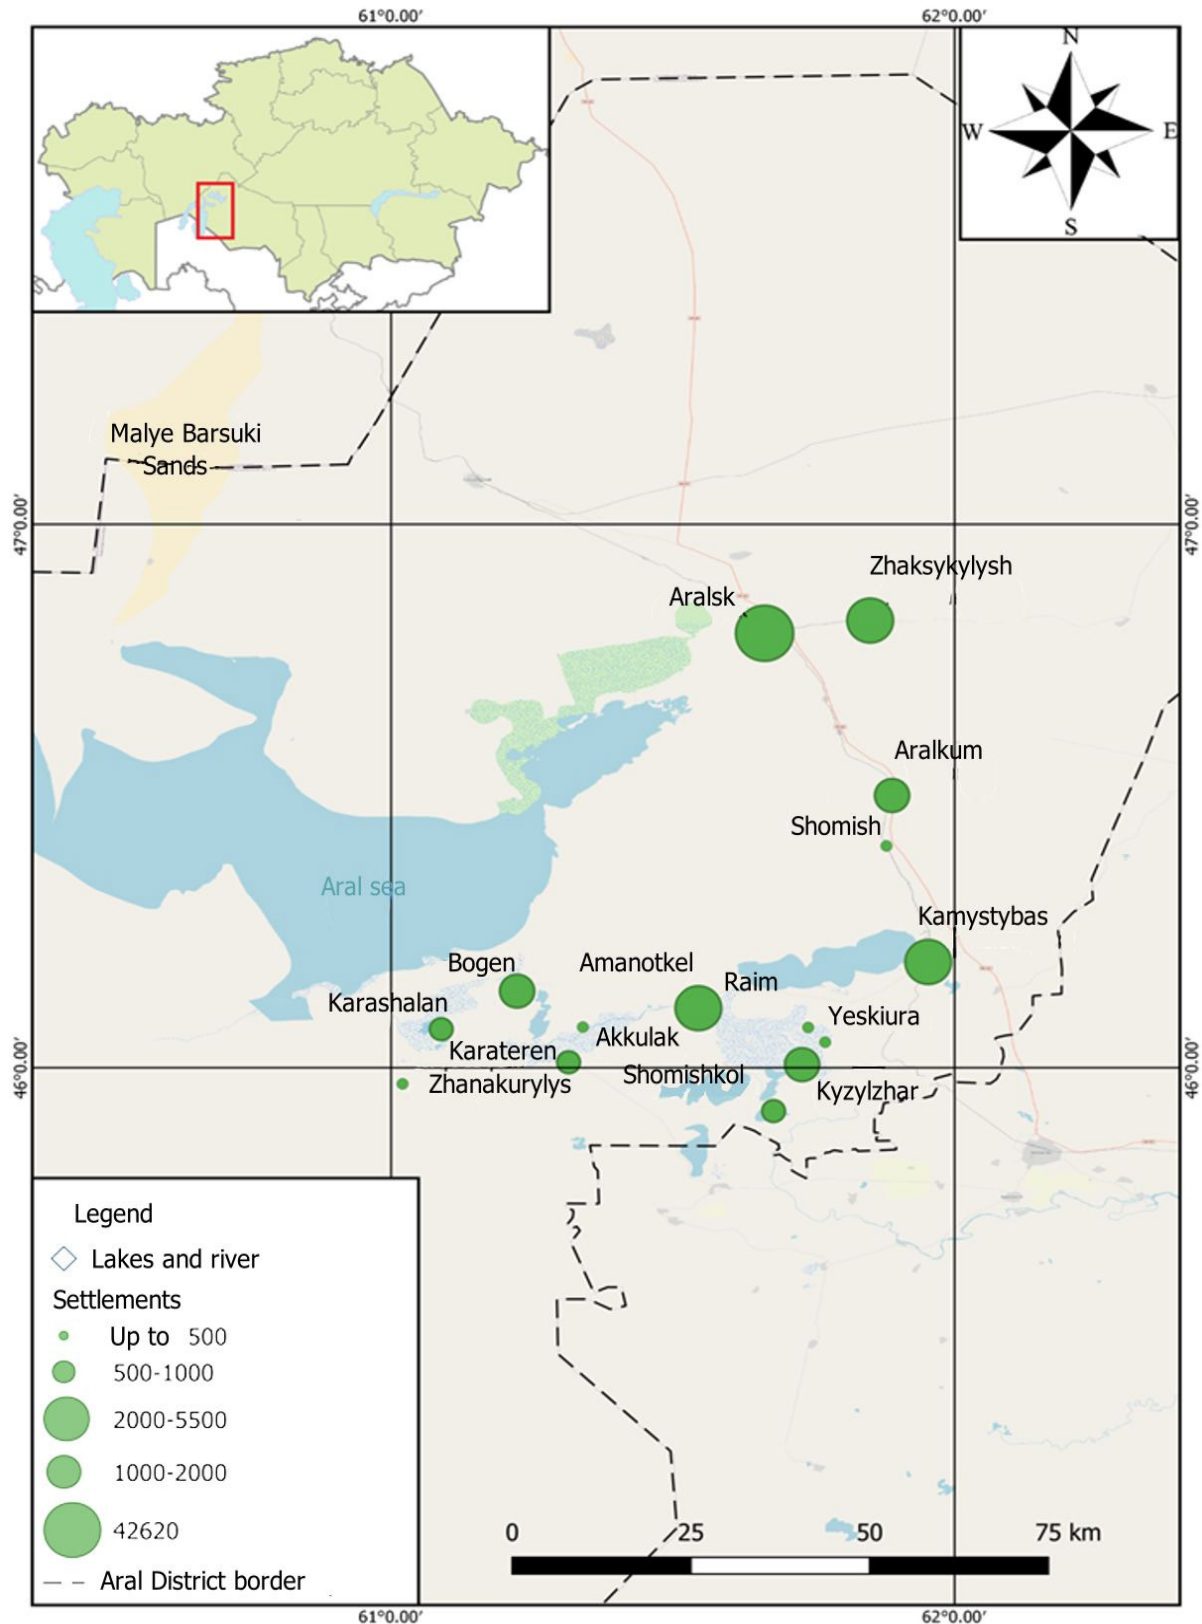 61°0.00′
62°0.00′
N
W
E
S
Malye Barsuki
Sands
47°0.00′
47°0.00′
Zhaksykylysh
Aralsk
Aralkum
Shomish
Aral sea
Kamystybas
Bogen
Amanotkel
Raim
Karashalan
Yeskiura
Akkulak
Karateren
46°0.00′
46°0.00′
Zhanakurylys
Shomishkol
Kyzylzhar
Legend
Lakes and river
Settlements
Up to 500
500-1000
2000-5500
1000-2000
42620
Aral District border
0 25 50 75 km
61°0.00′
62°0.00′